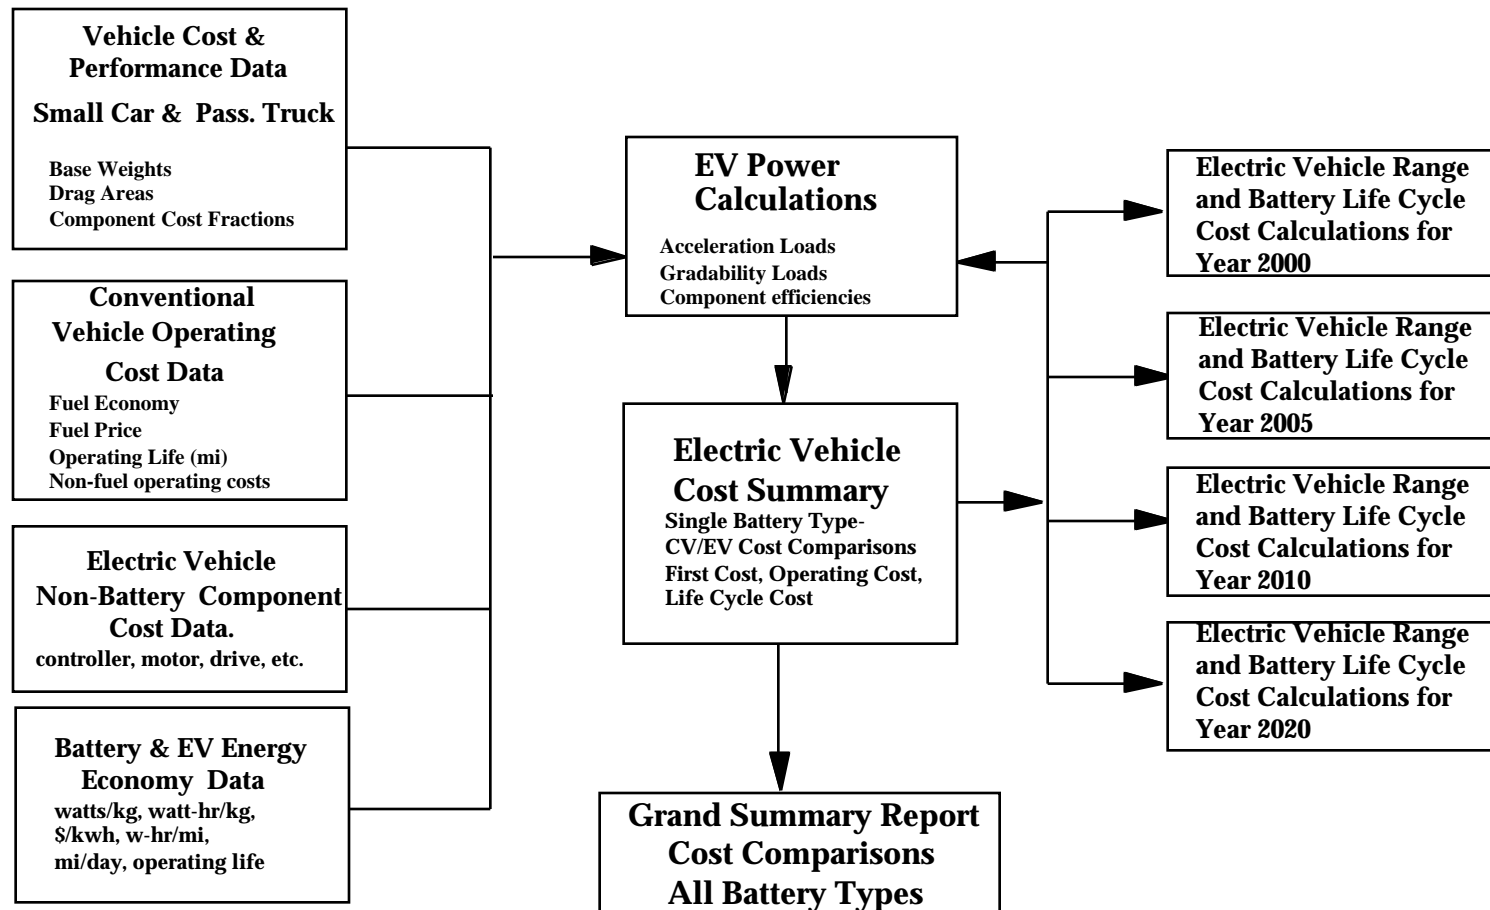 Vehicle Cost &
Performance Data
Small Car & Pass. Truck
Base Weights
Drag Areas
Component Cost Fractions
Conventional
Vehicle Operating
Cost Data
Fuel Economy
Fuel Price
Operating Life (mi)
Non-fuel operating costs
Electric Vehicle
Non-Battery Component
Cost Data.
controller, motor, drive, etc.
Battery & EV Energy
Economy Data
watts/kg, watt-hr/kg,
$/kwh, w-hr/mi,
mi/day, operating life
EV Power
Calculations
Acceleration Loads
Gradability Loads
Component efficiencies
Electric Vehicle
Cost Summary
Single Battery Type-
CV/EV Cost Comparisons
First Cost, Operating Cost,
Life Cycle Cost
Grand Summary Report
Cost Comparisons
All Battery Types
Electric Vehicle Range
and Battery Life Cycle
Cost Calculations for
Year 2000
Electric Vehicle Range
and Battery Life Cycle
Cost Calculations for
Year 2005
Electric Vehicle Range
and Battery Life Cycle
Cost Calculations for
Year 2010
Electric Vehicle Range
and Battery Life Cycle
Cost Calculations for
Year 2020